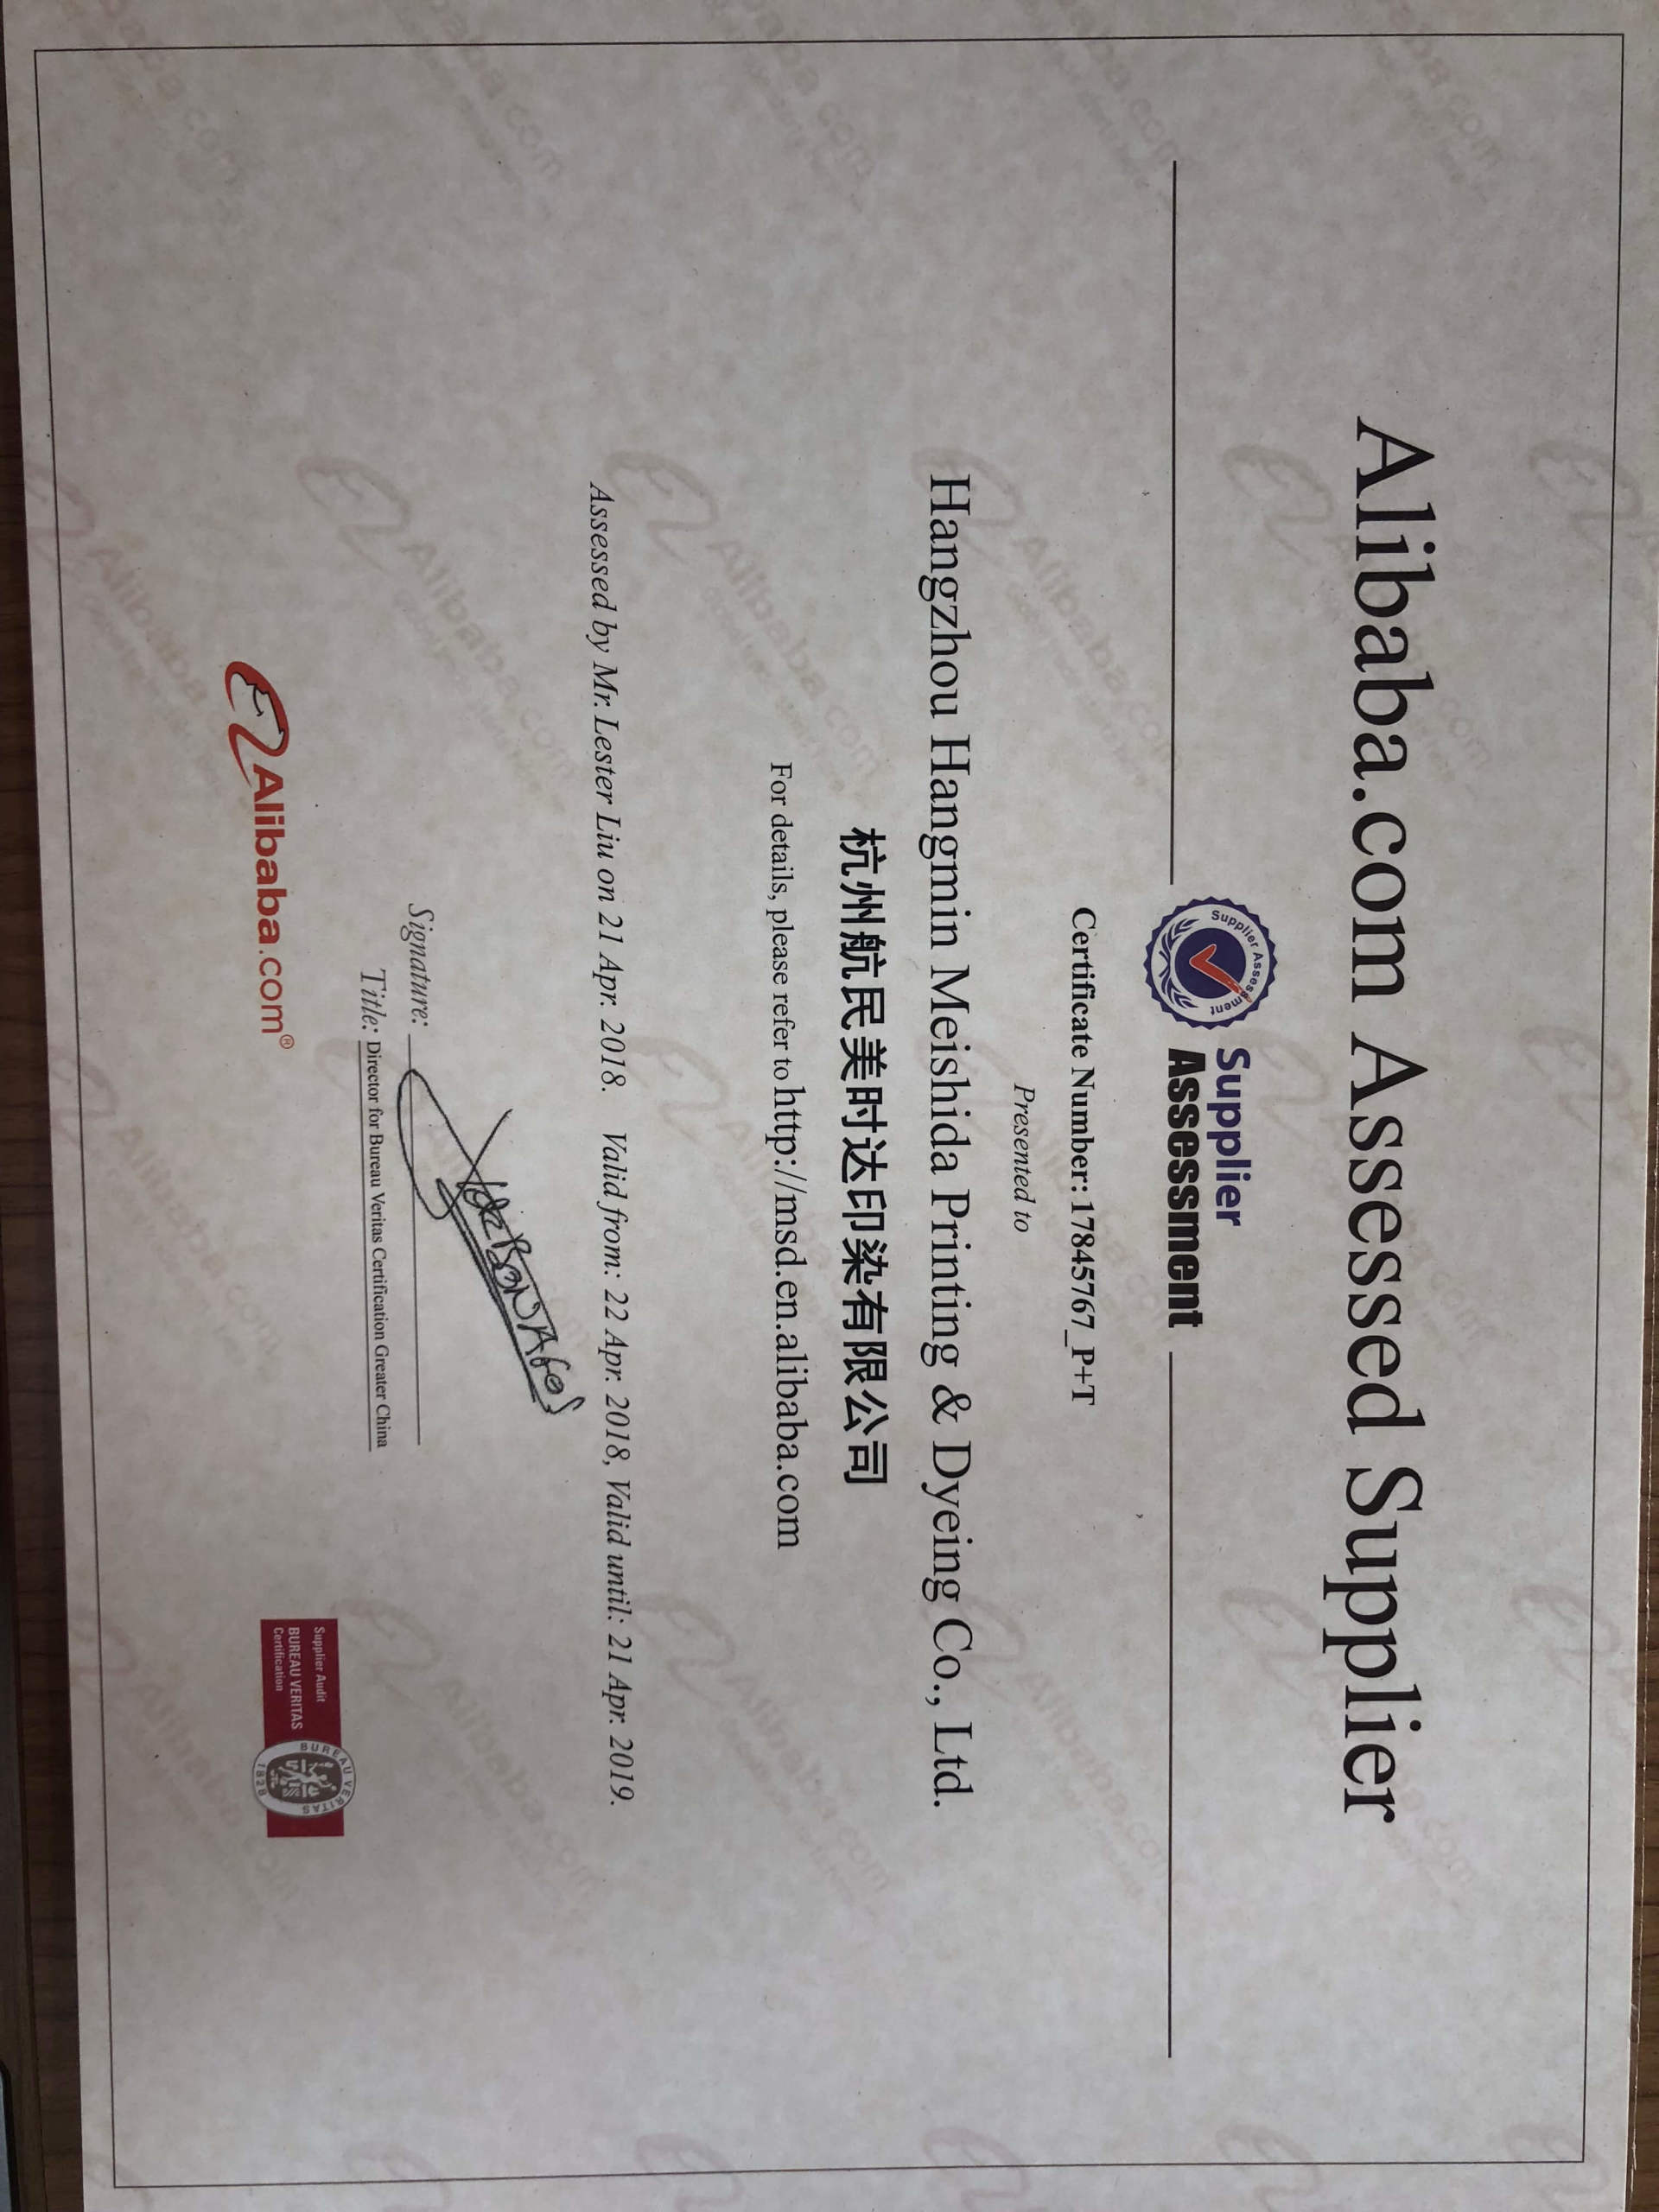 Alibaba.com Assessed Supplier
Supplier Assessment
Supplier
Assessment
Certificate Number: 17845767_P+T
Presented to
Hangzhou Hangmin Meishida Printing & Dyeing Co., Ltd.
杭州航民美时达印染有限公司
For details, please refer to http://msd.en.alibaba.com
Assessed by Mr. Lester Liu on 21 Apr. 2018. Valid from: 22 Apr. 2018, Valid until: 21 Apr. 2019.
Signature:
Title: Director for Bureau Veritas Certification Greater China
Alibaba.com®
Supplier Audit
BUREAU VERITAS
Certification
BUREAU VERITAS
1828